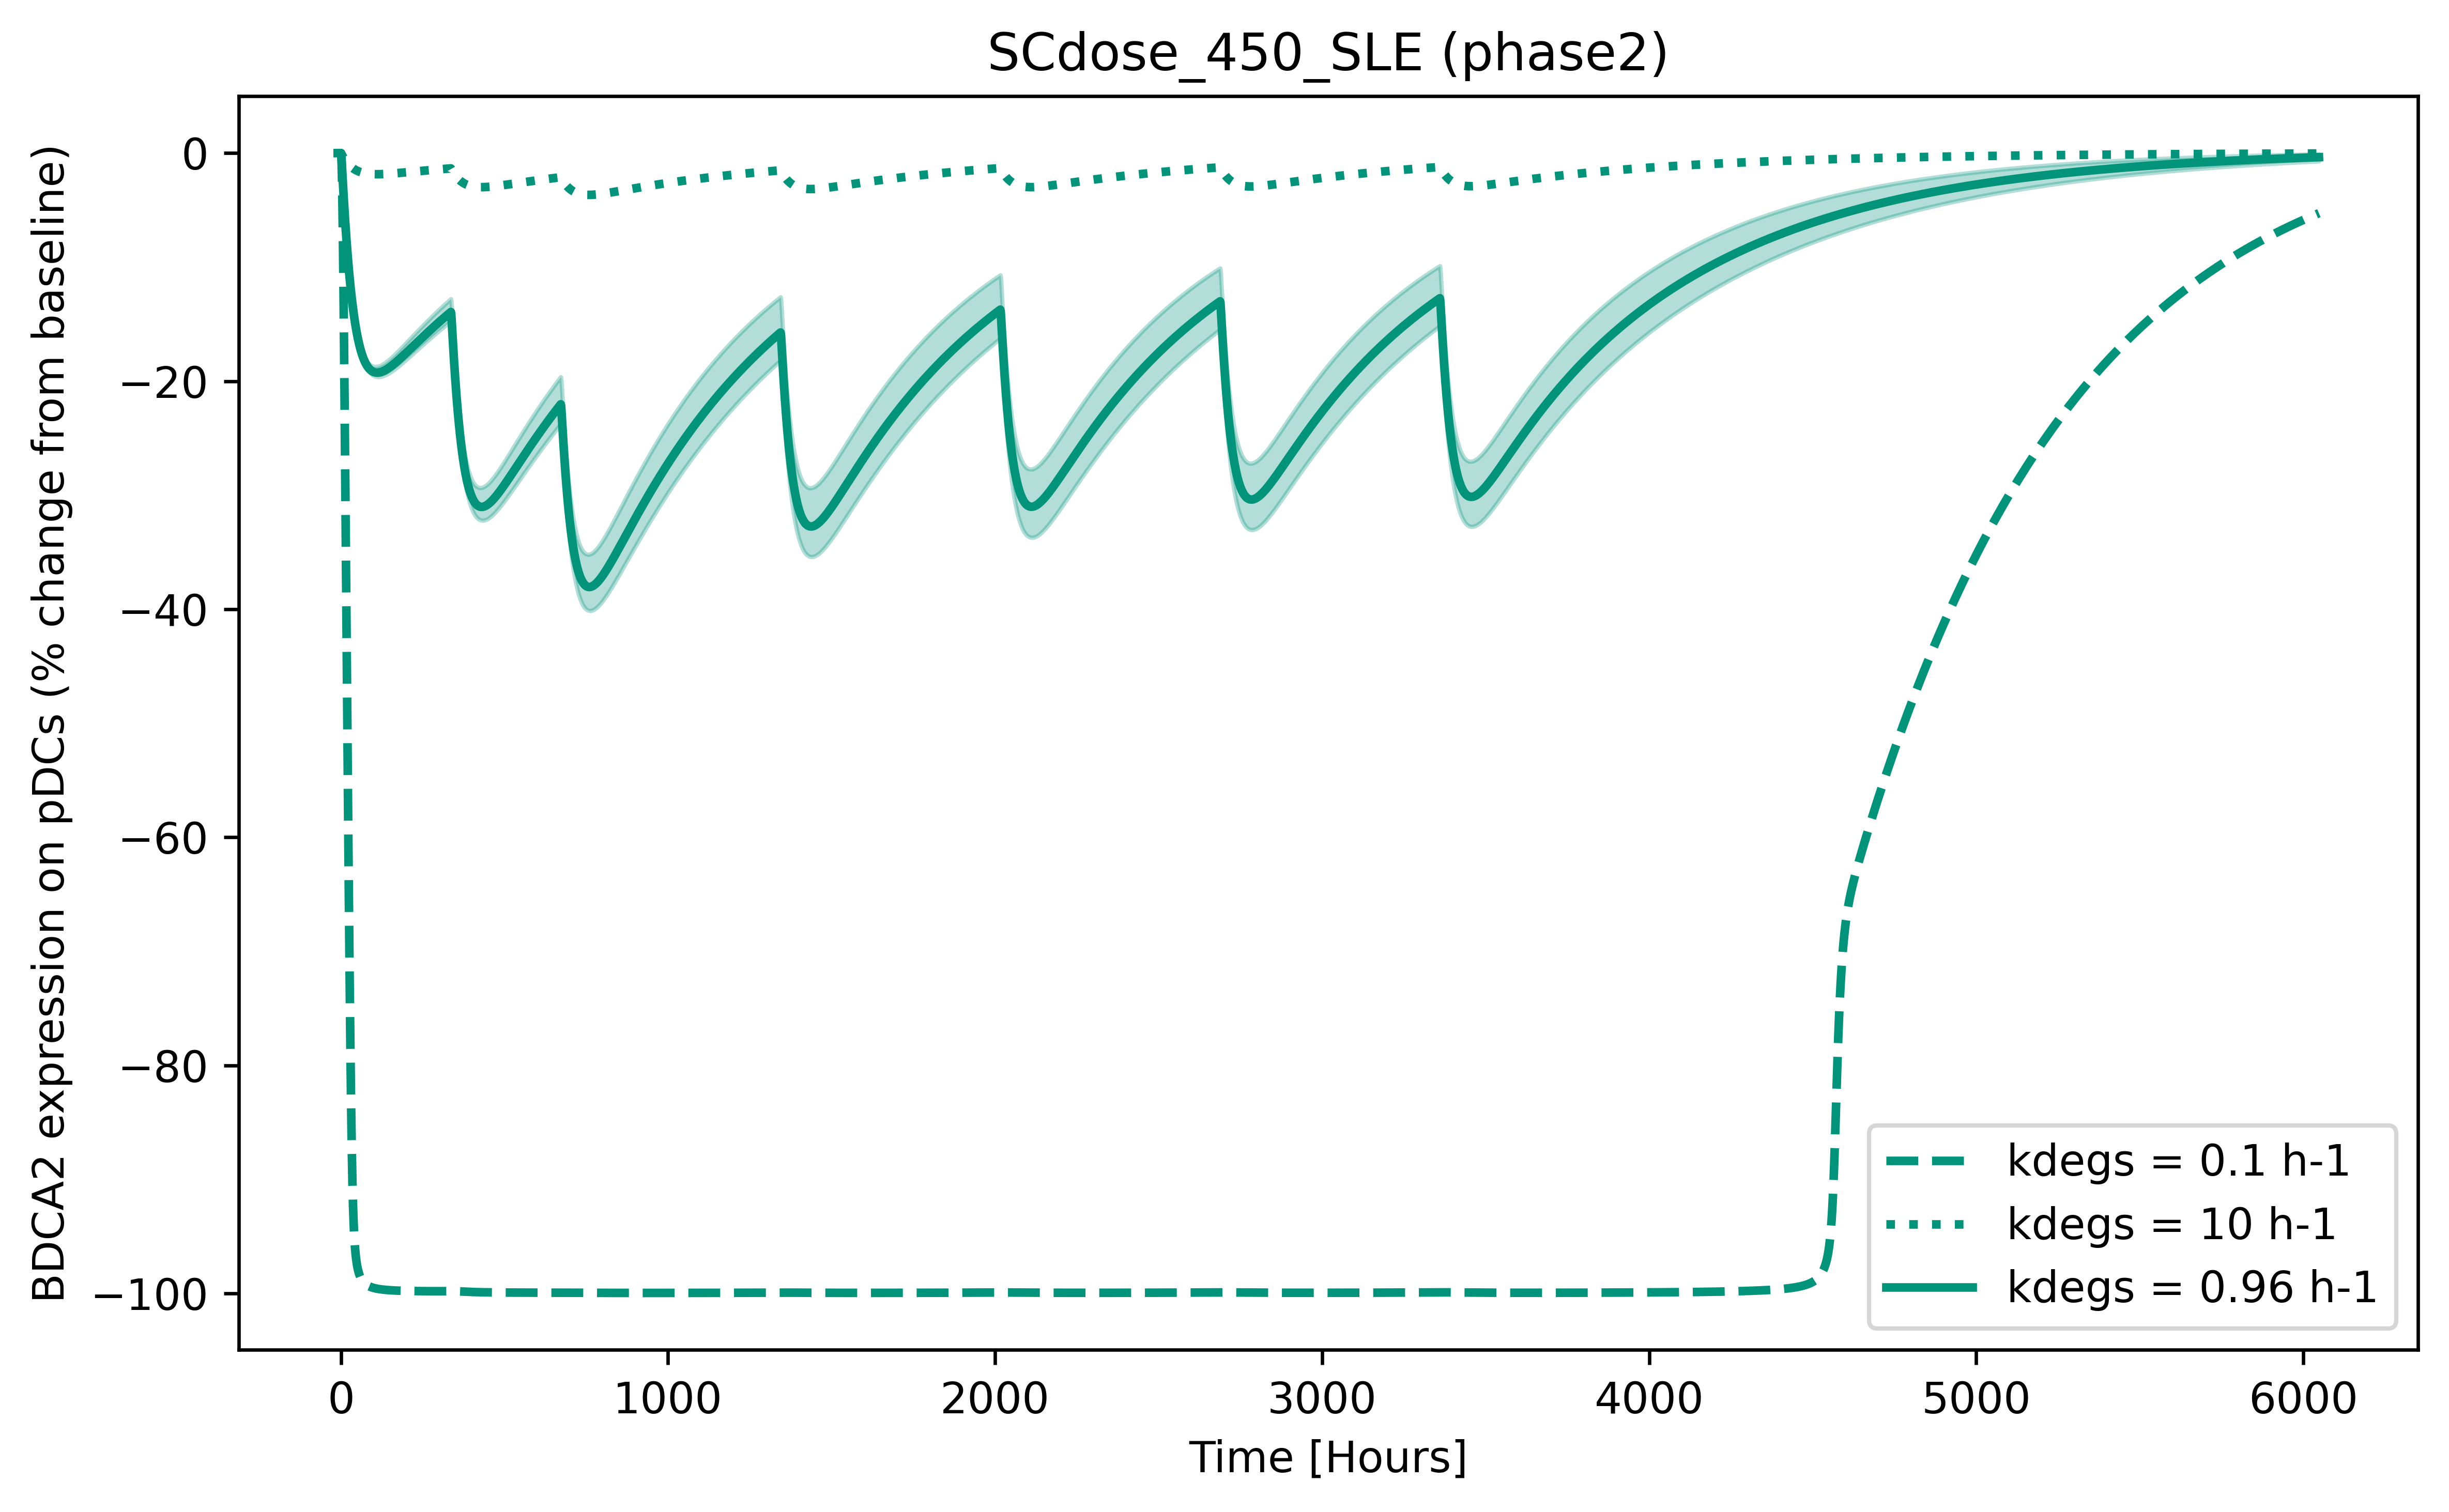 SCdose_450_SLE (phase2)
BDCA2 expression on pDCs (% change from baseline)
0
−20
−40
−60
−80
−100
0 1000 2000 3000 4000 5000 6000
Time [Hours]
kdegs = 0.1 h-1
kdegs = 10 h-1
kdegs = 0.96 h-1